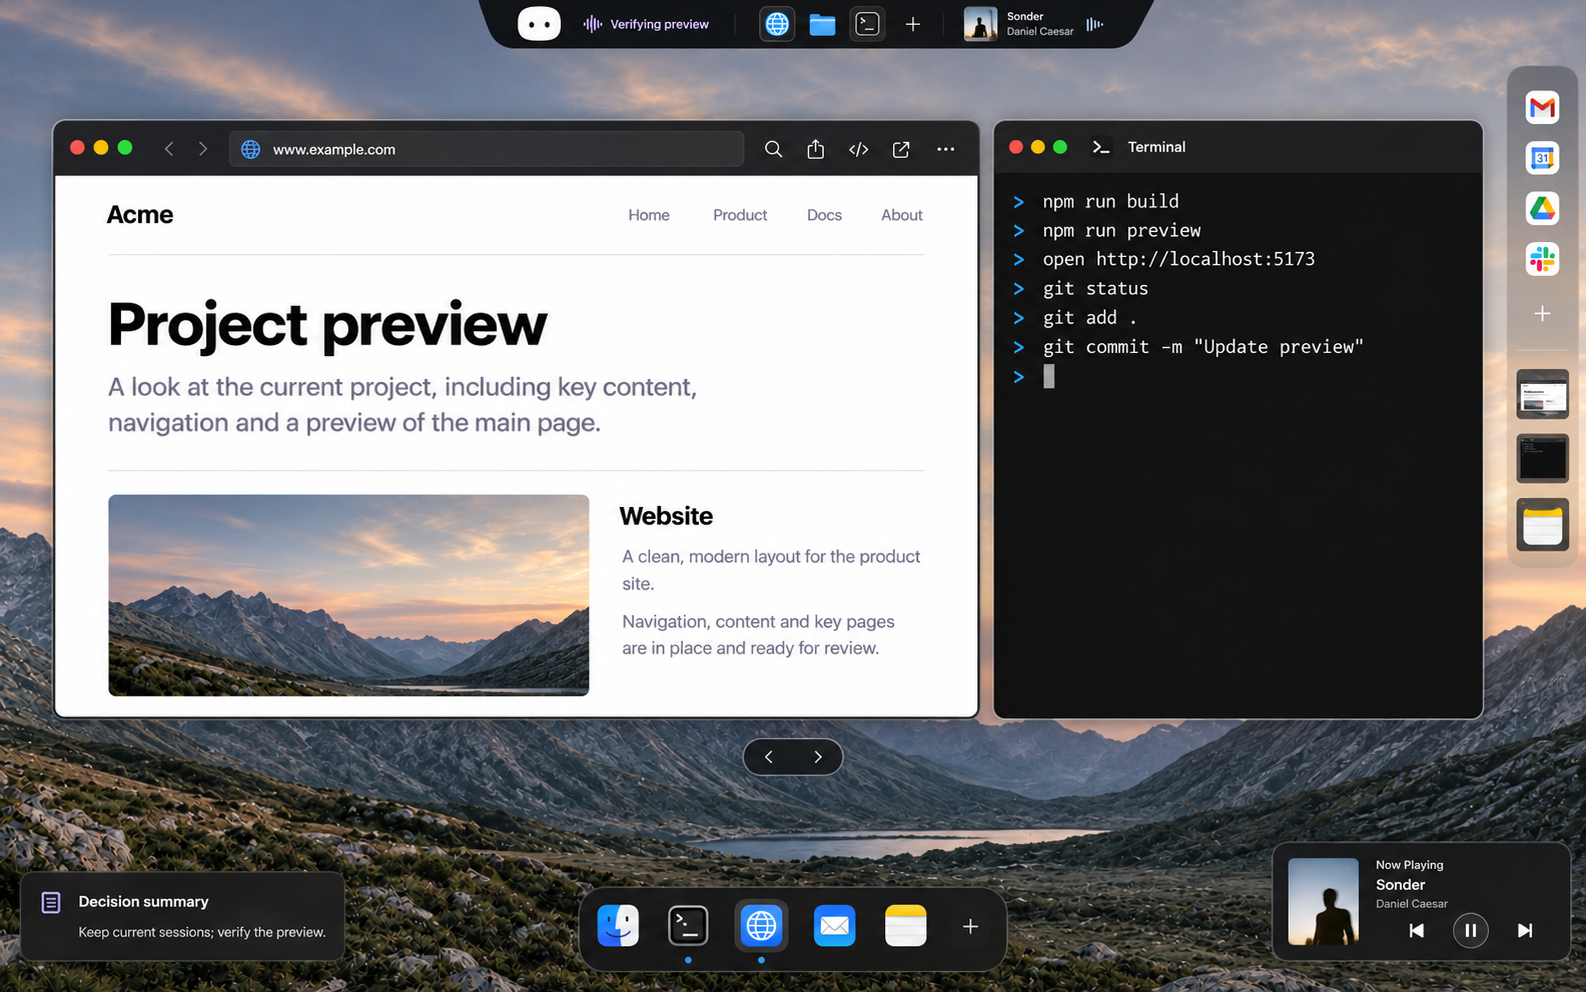 Verifying preview
Sonder
Daniel Caesar
www.example.com
Acme
Home
Product
Docs
About
Project preview
A look at the current project, including key content,
navigation and a preview of the main page.
Website
A clean, modern layout for the product
site.
Navigation, content and key pages
are in place and ready for review.
Terminal
> npm run build
> npm run preview
> open http://localhost:5173
> git status
> git add .
> git commit -m "Update preview"
>
31
Decision summary
Keep current sessions; verify the preview.
Now Playing
Sonder
Daniel Caesar